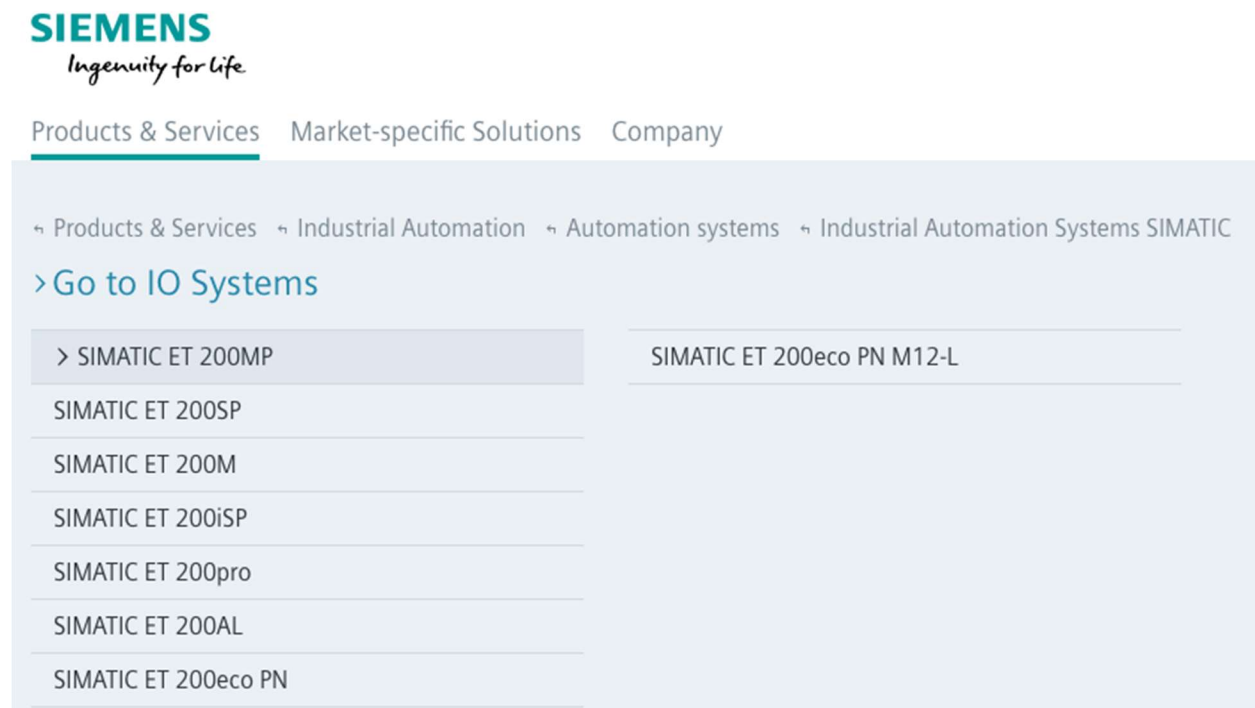 SIEMENS
Ingenuity for life
Products & Services Market-specific Solutions Company
Products & Services Industrial Automation Automation systems Industrial Automation Systems SIMATIC
> Go to IO Systems
> SIMATIC ET 200MP
SIMATIC ET 200SP
SIMATIC ET 200M
SIMATIC ET 200iSP
SIMATIC ET 200pro
SIMATIC ET 200AL
SIMATIC ET 200eco PN
SIMATIC ET 200eco PN M12-L